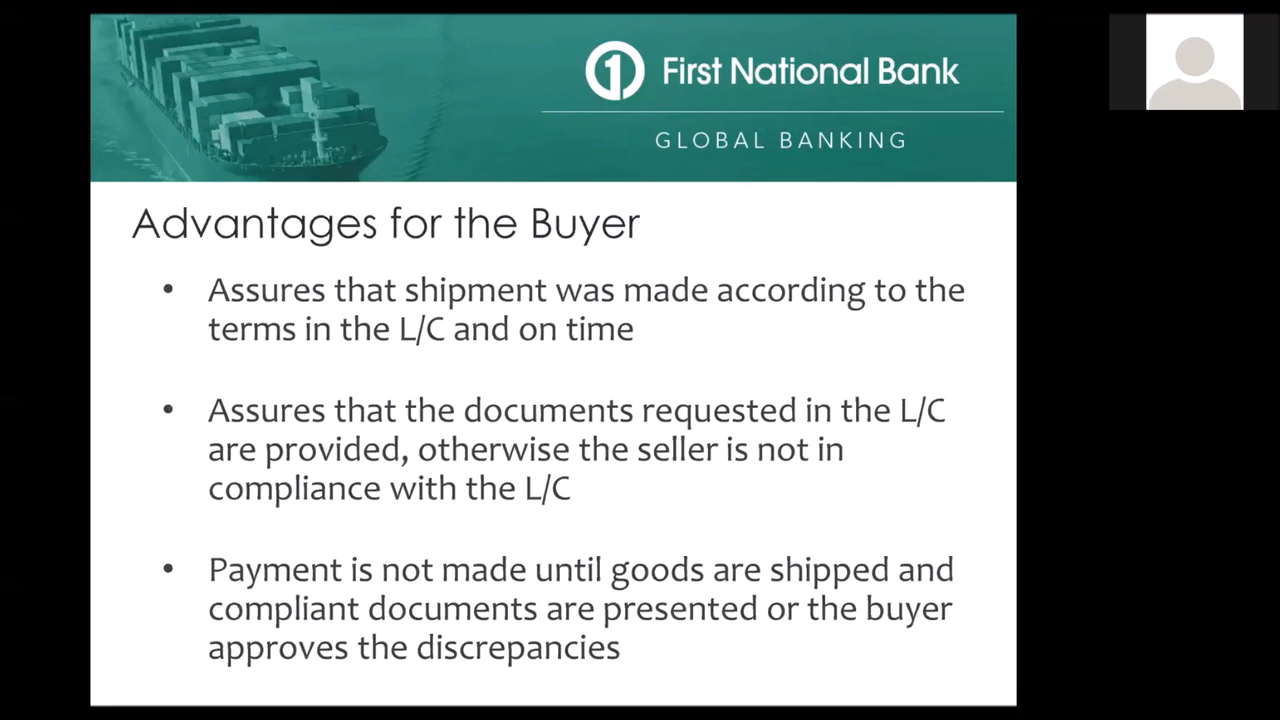 First National Bank
GLOBAL BANKING
Advantages for the Buyer
• Assures that shipment was made according to the
terms in the L/C and on time
• Assures that the documents requested in the L/C
are provided, otherwise the seller is not in
compliance with the L/C
• Payment is not made until goods are shipped and
compliant documents are presented or the buyer
approves the discrepancies